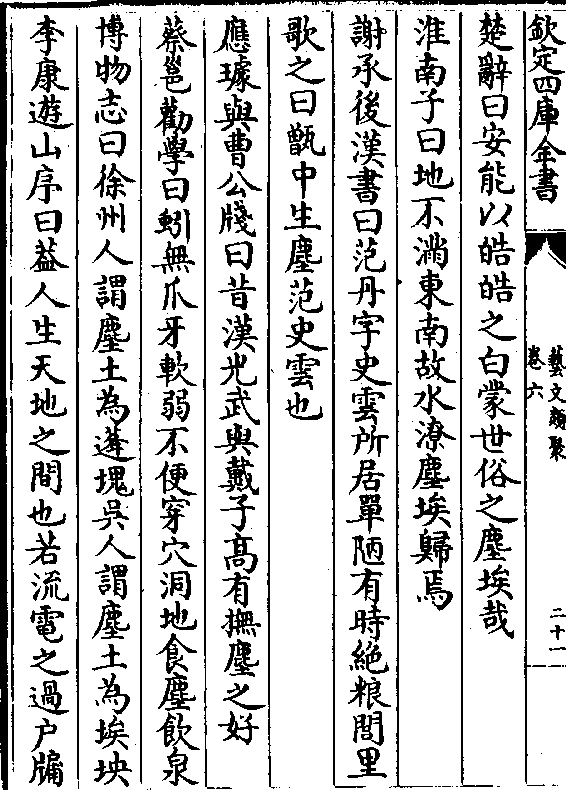 欽定四庫全書
藝文類聚
卷六
二十一
楚辭曰安能以皓皓之白蒙世俗之塵埃哉
淮南子曰地不滿東南故水潦塵埃歸焉
謝承後漢書曰范丹字史雲所居單陋有時絶粮閭里
歌之曰甑中生塵范史雲也
應璩與曹公牋曰昔漢光武與戴子髙有撫塵之好
蔡邕勸學曰蚓無爪牙軟弱不便穿穴洞地食塵飲泉
博物志曰徐州人謂塵土為蓬塊吳人謂塵土為埃坱
李康遊山序曰葢人生天地之間也若流電之過户牖